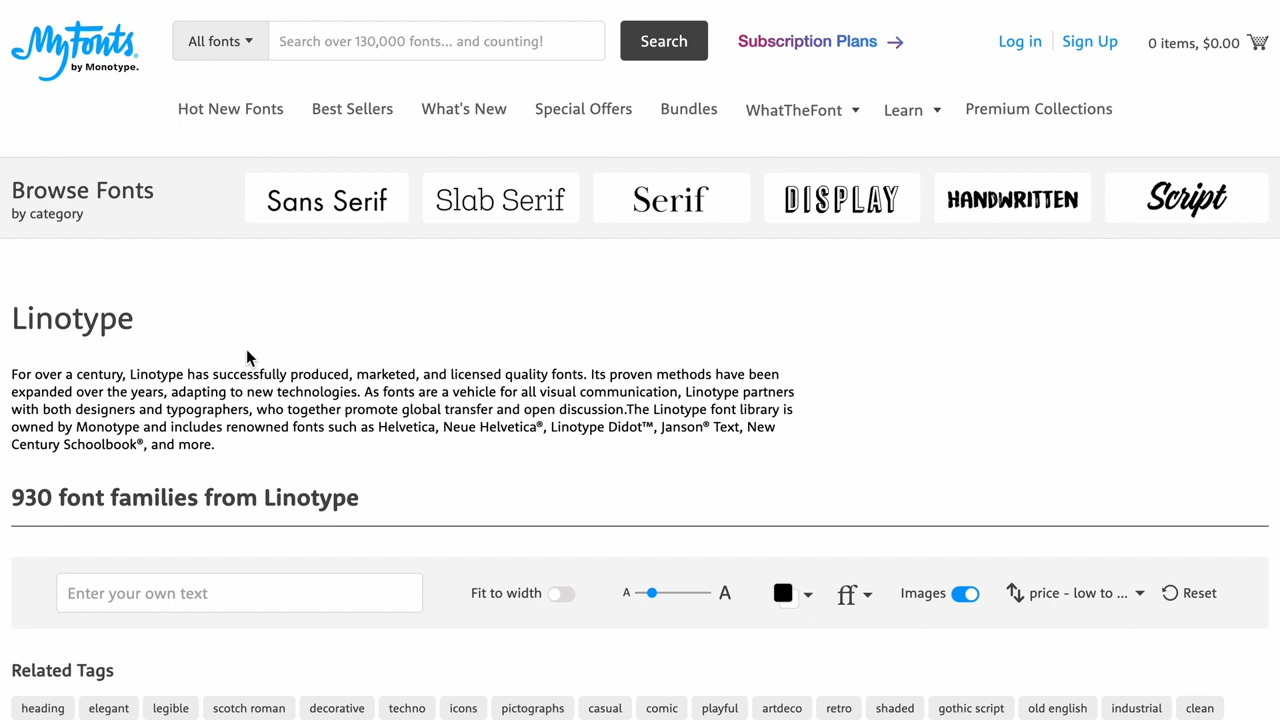 MyFonts®
by Monotype.
All fonts
Search over 130,000 fonts... and counting!
Search
Subscription Plans →
Log in
Sign Up
0 items, $0.00
Hot New Fonts
Best Sellers
What's New
Special Offers
Bundles
WhatTheFont
Learn
Premium Collections
Browse Fonts
by category
Sans Serif
Slab Serif
Serif
DISPLAY
HANDWRITTEN
Script
Linotype
For over a century, Linotype has successfully produced, marketed, and licensed quality fonts. Its proven methods have been
expanded over the years, adapting to new technologies. As fonts are a vehicle for all visual communication, Linotype partners
with both designers and typographers, who together promote global transfer and open discussion.The Linotype font library is
owned by Monotype and includes renowned fonts such as Helvetica, Neue Helvetica®, Linotype Didot™, Janson® Text, New
Century Schoolbook®, and more.
930 font families from Linotype
Enter your own text
Fit to width
A
A
ff
Images
price - low to ...
Reset
Related Tags
heading
elegant
legible
scotch roman
decorative
techno
icons
pictographs
casual
comic
playful
artdeco
retro
shaded
gothic script
old english
industrial
clean